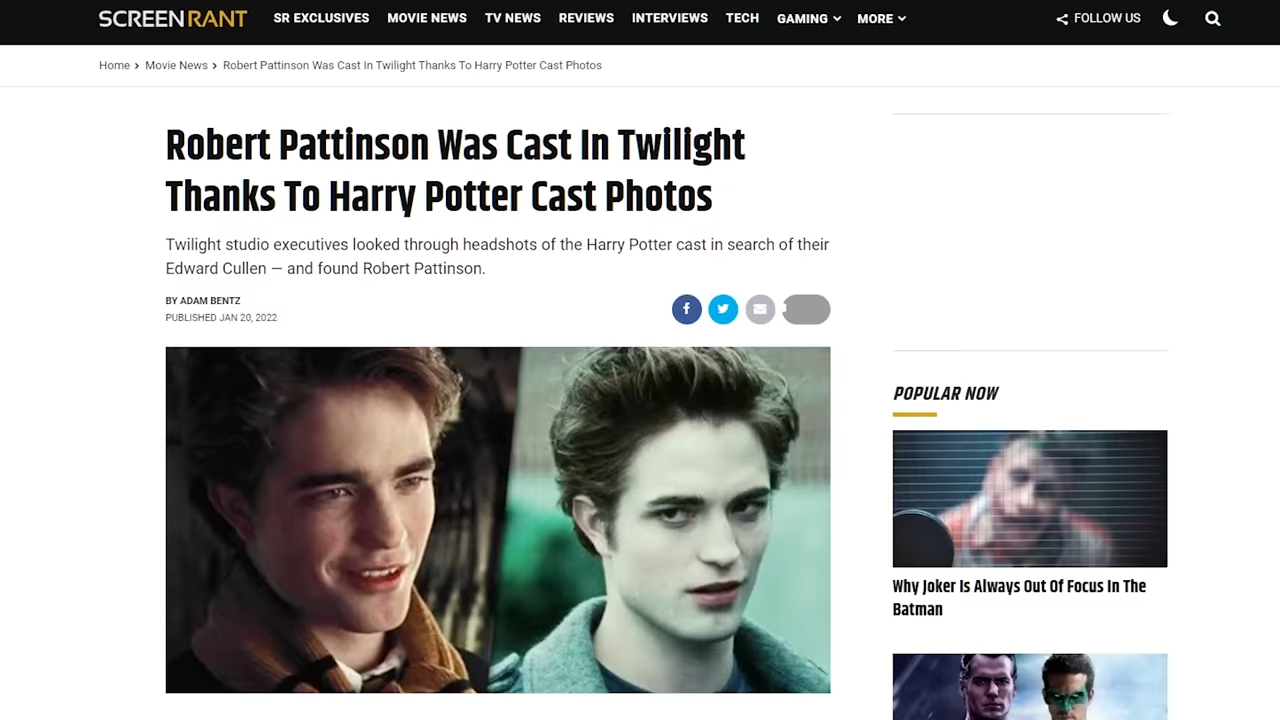 SCREENRANT SR EXCLUSIVES MOVIE NEWS TV NEWS REVIEWS INTERVIEWS TECH GAMING MORE FOLLOW US
Home > Movie News > Robert Pattinson Was Cast In Twilight Thanks To Harry Potter Cast Photos
Robert Pattinson Was Cast In Twilight
Thanks To Harry Potter Cast Photos
Twilight studio executives looked through headshots of the Harry Potter cast in search of their
Edward Cullen — and found Robert Pattinson.
BY ADAM BENTZ
PUBLISHED JAN 20, 2022
POPULAR NOW
Why Joker Is Always Out Of Focus In The
Batman